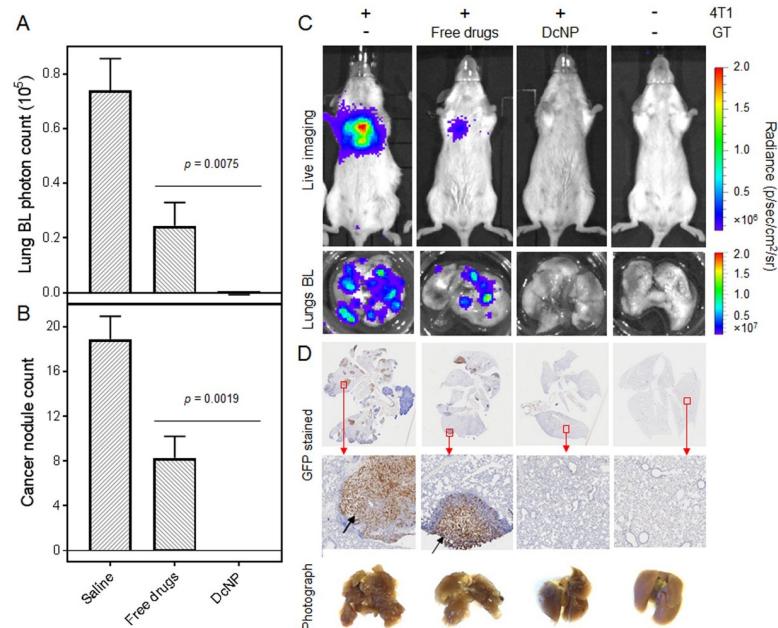 A
Lung BL photon count (10⁵)
0.8
0.6
0.4
0.2
0.0
p = 0.0075
B
Cancer nodule count
20
16
12
8
4
0
p = 0.0019
Saline
Free drugs
DcNP
C
+ + + - 4T1
- Free drugs DcNP - GT
Live imaging
Lungs BL
2.0
1.5
1.0
0.5
×10⁶
Radiance (p/sec/cm²/sr)
2.0
1.5
1.0
0.5
×10⁷
D
GFP stained
Photograph